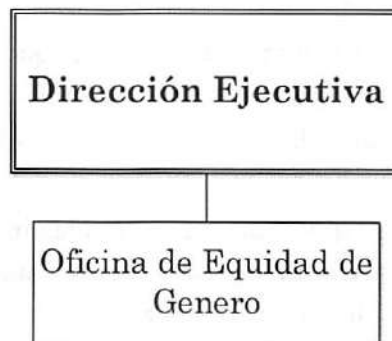 Dirección Ejecutiva
Oficina de Equidad de
Genero